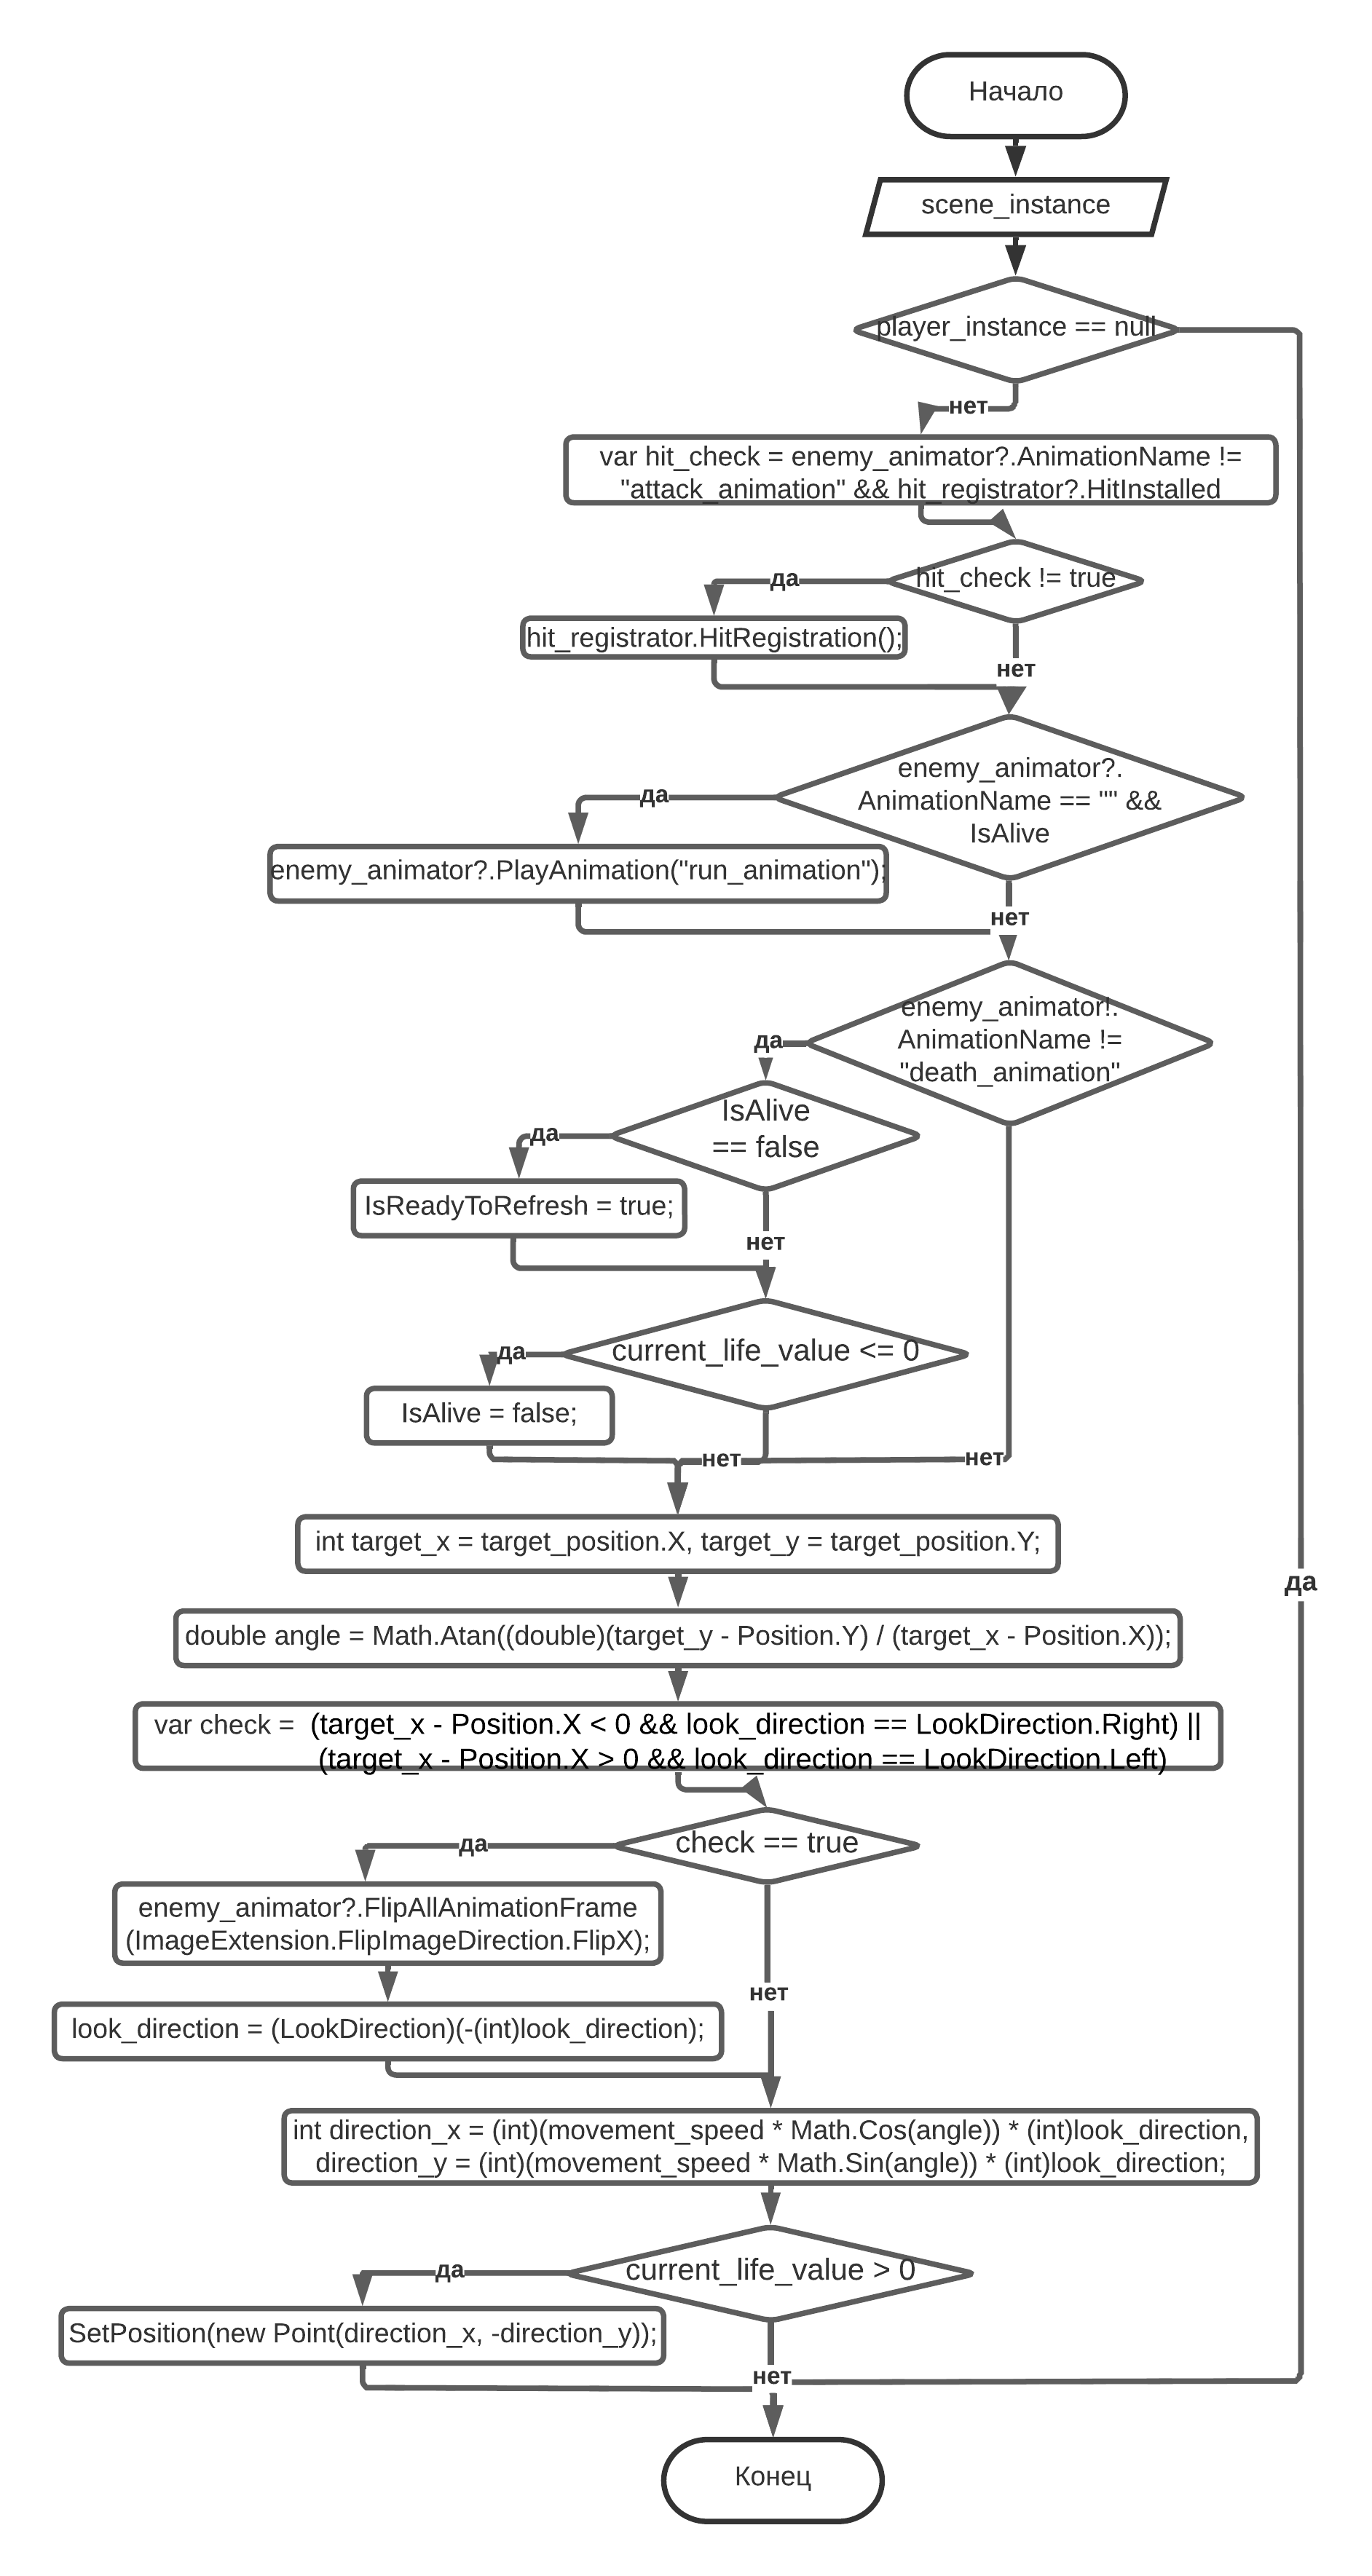 Начало
scene_instance
player_instance == null
нет
var hit_check = enemy_animator?.AnimationName !=
"attack_animation" && hit_registrator?.HitInstalled
hit_check != true
да
hit_registrator.HitRegistration();
нет
enemy_animator?.
AnimationName == "" &&
IsAlive
да
enemy_animator?.PlayAnimation("run_animation");
нет
enemy_animator!.
AnimationName !=
"death_animation"
да
IsAlive
== false
да
IsReadyToRefresh = true;
нет
current_life_value <= 0
да
IsAlive = false;
нет
нет
int target_x = target_position.X, target_y = target_position.Y;
да
double angle = Math.Atan((double)(target_y - Position.Y) / (target_x - Position.X));
var check = (target_x - Position.X < 0 && look_direction == LookDirection.Right) ||
(target_x - Position.X > 0 && look_direction == LookDirection.Left)
check == true
да
enemy_animator?.FlipAllAnimationFrame
(ImageExtension.FlipImageDirection.FlipX);
нет
look_direction = (LookDirection)(-(int)look_direction);
int direction_x = (int)(movement_speed * Math.Cos(angle)) * (int)look_direction,
direction_y = (int)(movement_speed * Math.Sin(angle)) * (int)look_direction;
current_life_value > 0
да
SetPosition(new Point(direction_x, -direction_y));
нет
Конец